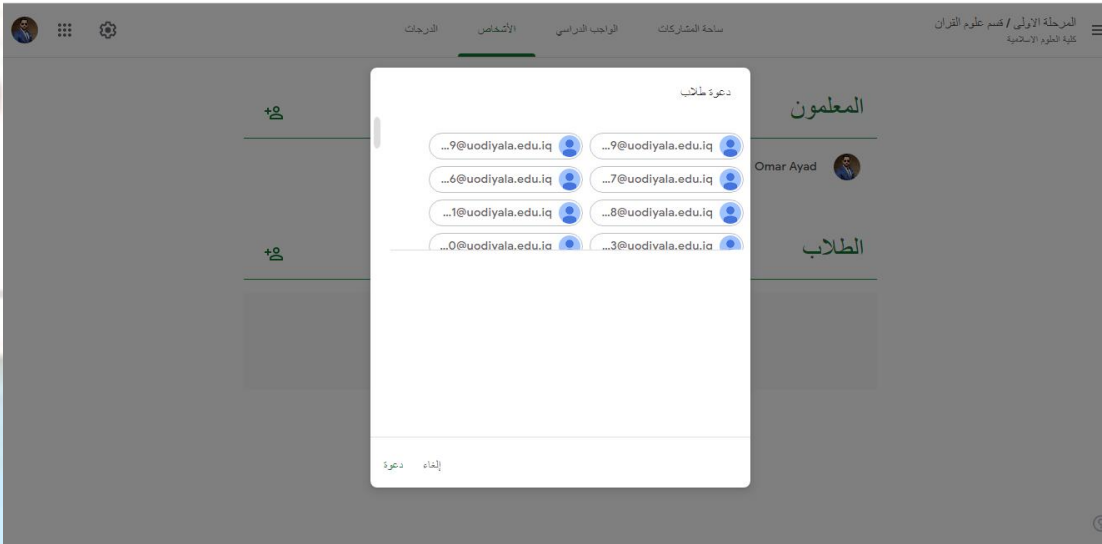 المرحلة الاولى / قسم علوم القران
كلية العلوم الاسلامية
ساحة المشاركات
الواجب الدراسي
الأشخاص
الدرجات
دعوة طلاب
...9@uodiyala.edu.iq
...9@uodiyala.edu.iq
...7@uodiyala.edu.iq
...6@uodiyala.edu.iq
...8@uodiyala.edu.iq
...1@uodiyala.edu.iq
...3@uodiyala.edu.iq
...0@uodiyala.edu.iq
إلغاء
دعوة
المعلمون
Omar Ayad
الطلاب